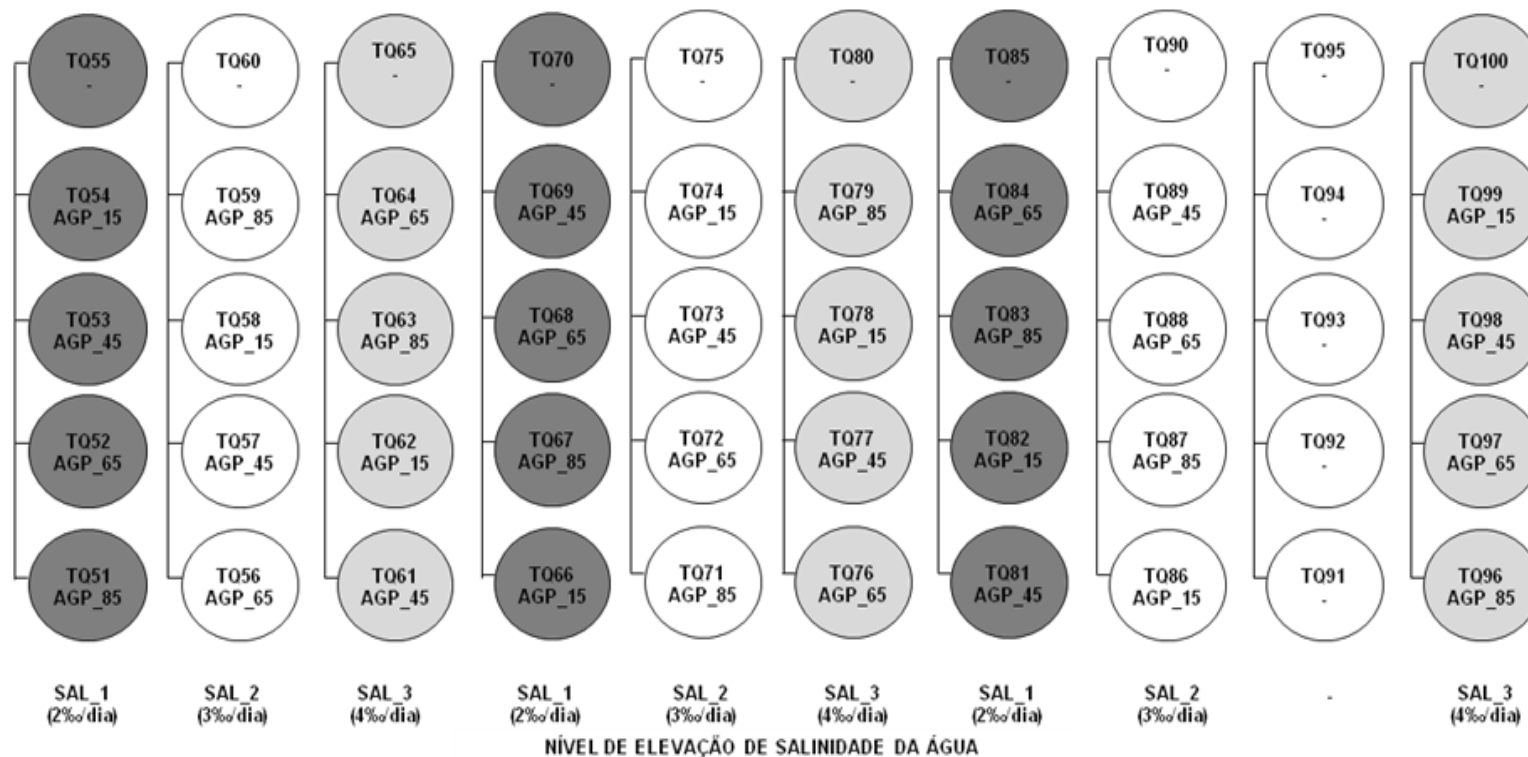 TQ55
-
TQ60
-
TQ65
-
TQ70
-
TQ75
-
TQ80
-
TQ85
-
TQ90
-
TQ95
-
TQ100
-
TQ54
AGP_15
TQ59
AGP_85
TQ64
AGP_65
TQ69
AGP_45
TQ74
AGP_15
TQ79
AGP_85
TQ84
AGP_65
TQ89
AGP_45
TQ94
-
TQ99
AGP_15
TQ53
AGP_45
TQ58
AGP_15
TQ63
AGP_85
TQ68
AGP_65
TQ73
AGP_45
TQ78
AGP_15
TQ83
AGP_85
TQ88
AGP_65
TQ93
-
TQ98
AGP_45
TQ52
AGP_65
TQ57
AGP_45
TQ62
AGP_15
TQ67
AGP_85
TQ72
AGP_65
TQ77
AGP_45
TQ82
AGP_15
TQ87
AGP_85
TQ92
-
TQ97
AGP_65
TQ51
AGP_85
TQ56
AGP_65
TQ61
AGP_45
TQ66
AGP_15
TQ71
AGP_85
TQ76
AGP_65
TQ81
AGP_45
TQ86
AGP_15
TQ91
-
TQ96
AGP_85
SAL_1
(2‰/dia)
SAL_2
(3‰/dia)
SAL_3
(4‰/dia)
SAL_1
(2‰/dia)
SAL_2
(3‰/dia)
SAL_3
(4‰/dia)
SAL_1
(2‰/dia)
SAL_2
(3‰/dia)
-
SAL_3
(4‰/dia)
NÍVEL DE ELEVAÇÃO DE SALINIDADE DA ÁGUA